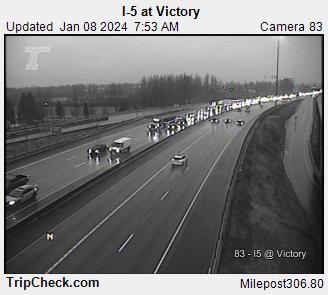 I-5 at Victory
Updated Jan 08 2024 7:53 AM Camera 83
N
83 - I5 @ Victory
TripCheck.com Milepost306.80